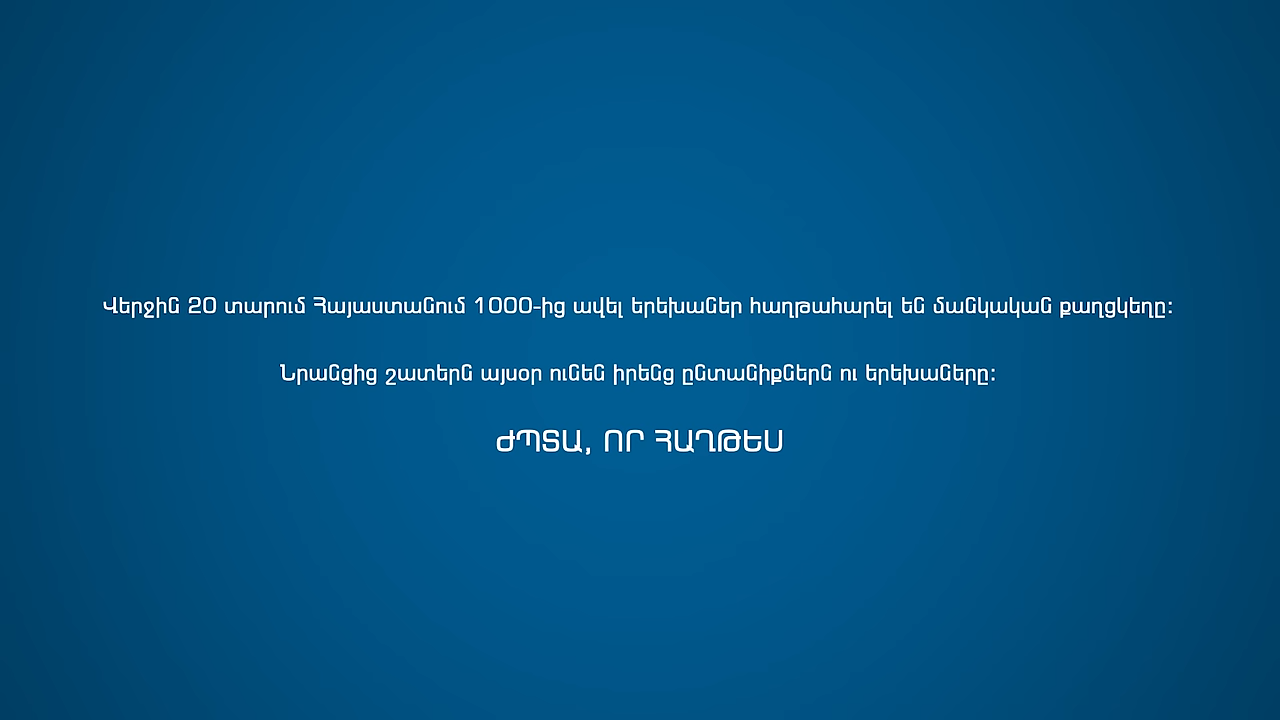 Վերջին 20 տարում Հայաստանում 1000-ից ավել երեխաներ հաղթահարել են մանկական քաղցկեղը:
Նրանցից շատերն այսօր ունեն իրենց ընտանիքներն ու երեխաները:
ԺՊՏԱ, ՈՐ ՀԱՂԹԵՍ